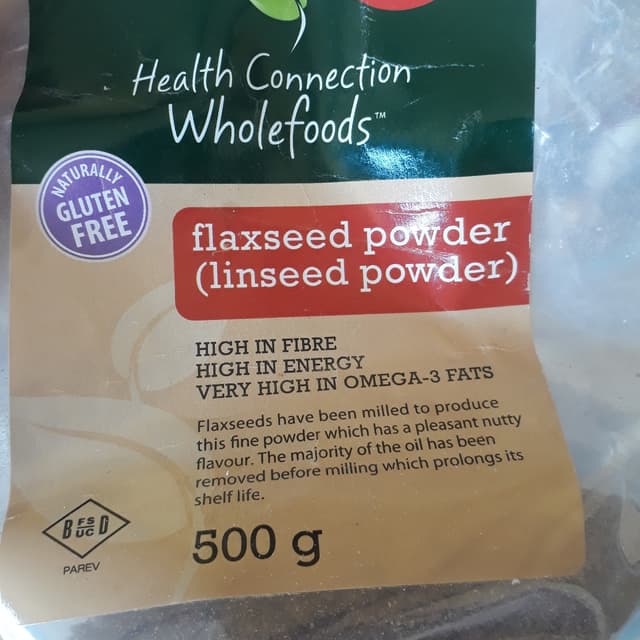 Health Connection
Wholefoods™
NATURALLY
GLUTEN
FREE
flaxseed powder
(linseed powder)
HIGH IN FIBRE
HIGH IN ENERGY
VERY HIGH IN OMEGA-3 FATS
Flaxseeds have been milled to produce
this fine powder which has a pleasant nutty
flavour. The majority of the oil has been
removed before milling which prolongs its
shelf life.
500 g
B FS D
UC
PAREV